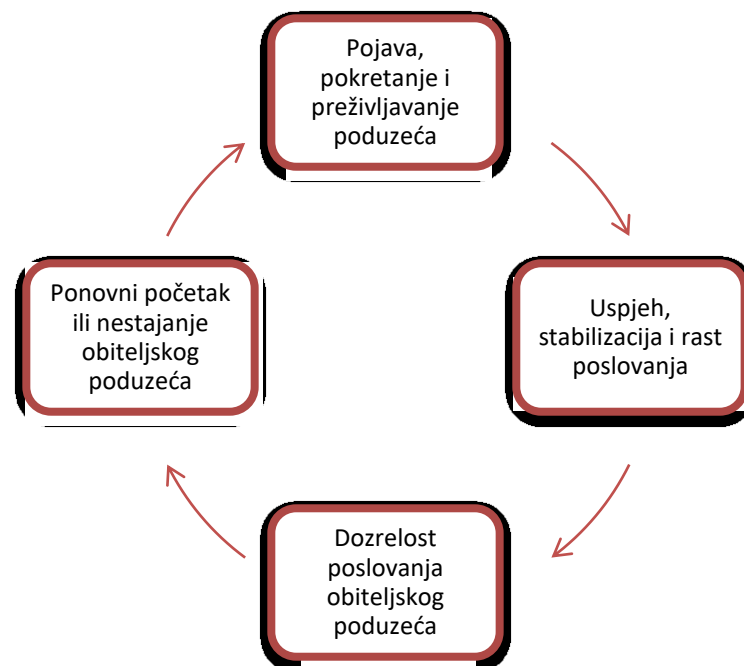 Pojava,
pokretanje i
preživljavanje
poduzeća
Uspjeh,
stabilizacija i rast
poslovanja
Dozrelost
poslovanja
obiteljskog
poduzeća
Ponovni početak
ili nestajanje
obiteljskog
poduzeća